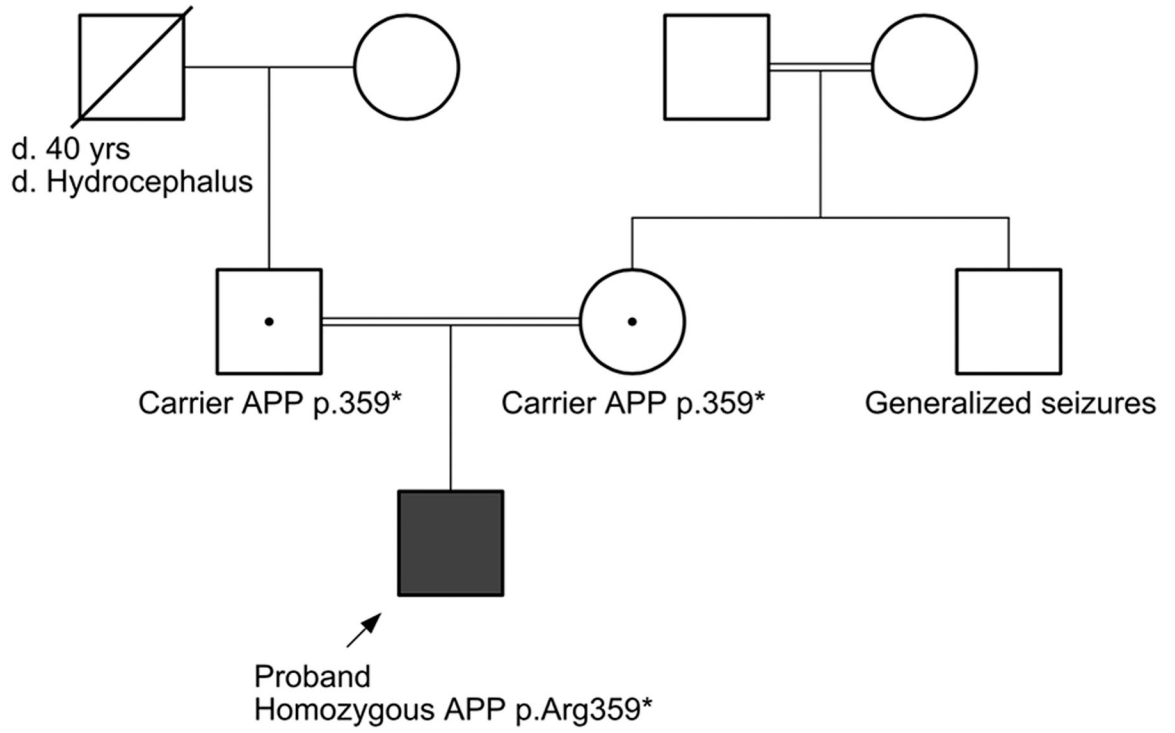 d. 40 yrs
d. Hydrocephalus
Carrier APP p.359*
Carrier APP p.359*
Generalized seizures
Proband
Homozygous APP p.Arg359*